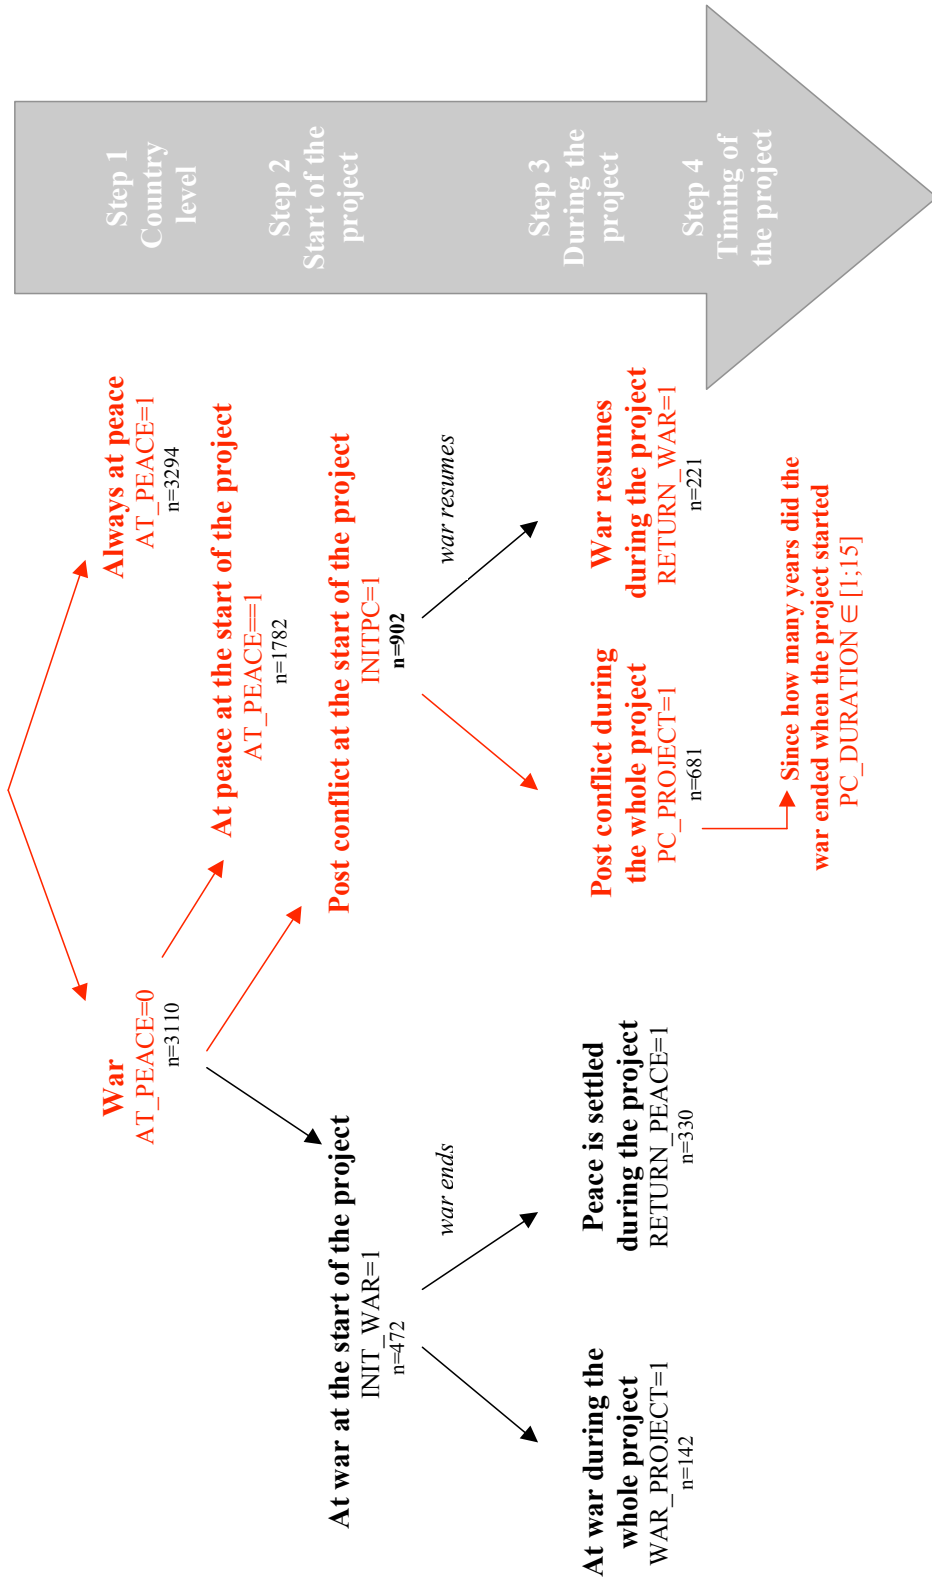 War
AT_PEACE=0
n=3110
Always at peace
AT_PEACE=1
n=3294
Step 1
Country
level
At peace at the start of the project
AT_PEACE==1
n=1782
Step 2
Start of the
project
At war at the start of the project
INIT_WAR=1
n=472
Post conflict at the start of the project
INITPC=1
n=902
war ends
war resumes
At war during the
whole project
WAR_PROJECT=1
n=142
Peace is settled
during the project
RETURN_PEACE=1
n=330
Post conflict during
the whole project
PC_PROJECT=1
n=681
War resumes
during the project
RETURN_WAR=1
n=221
Step 3
During the
project
Since how many years did the
war ended when the project started
PC_DURATION ∈ [1;15]
Step 4
Timing of
the project